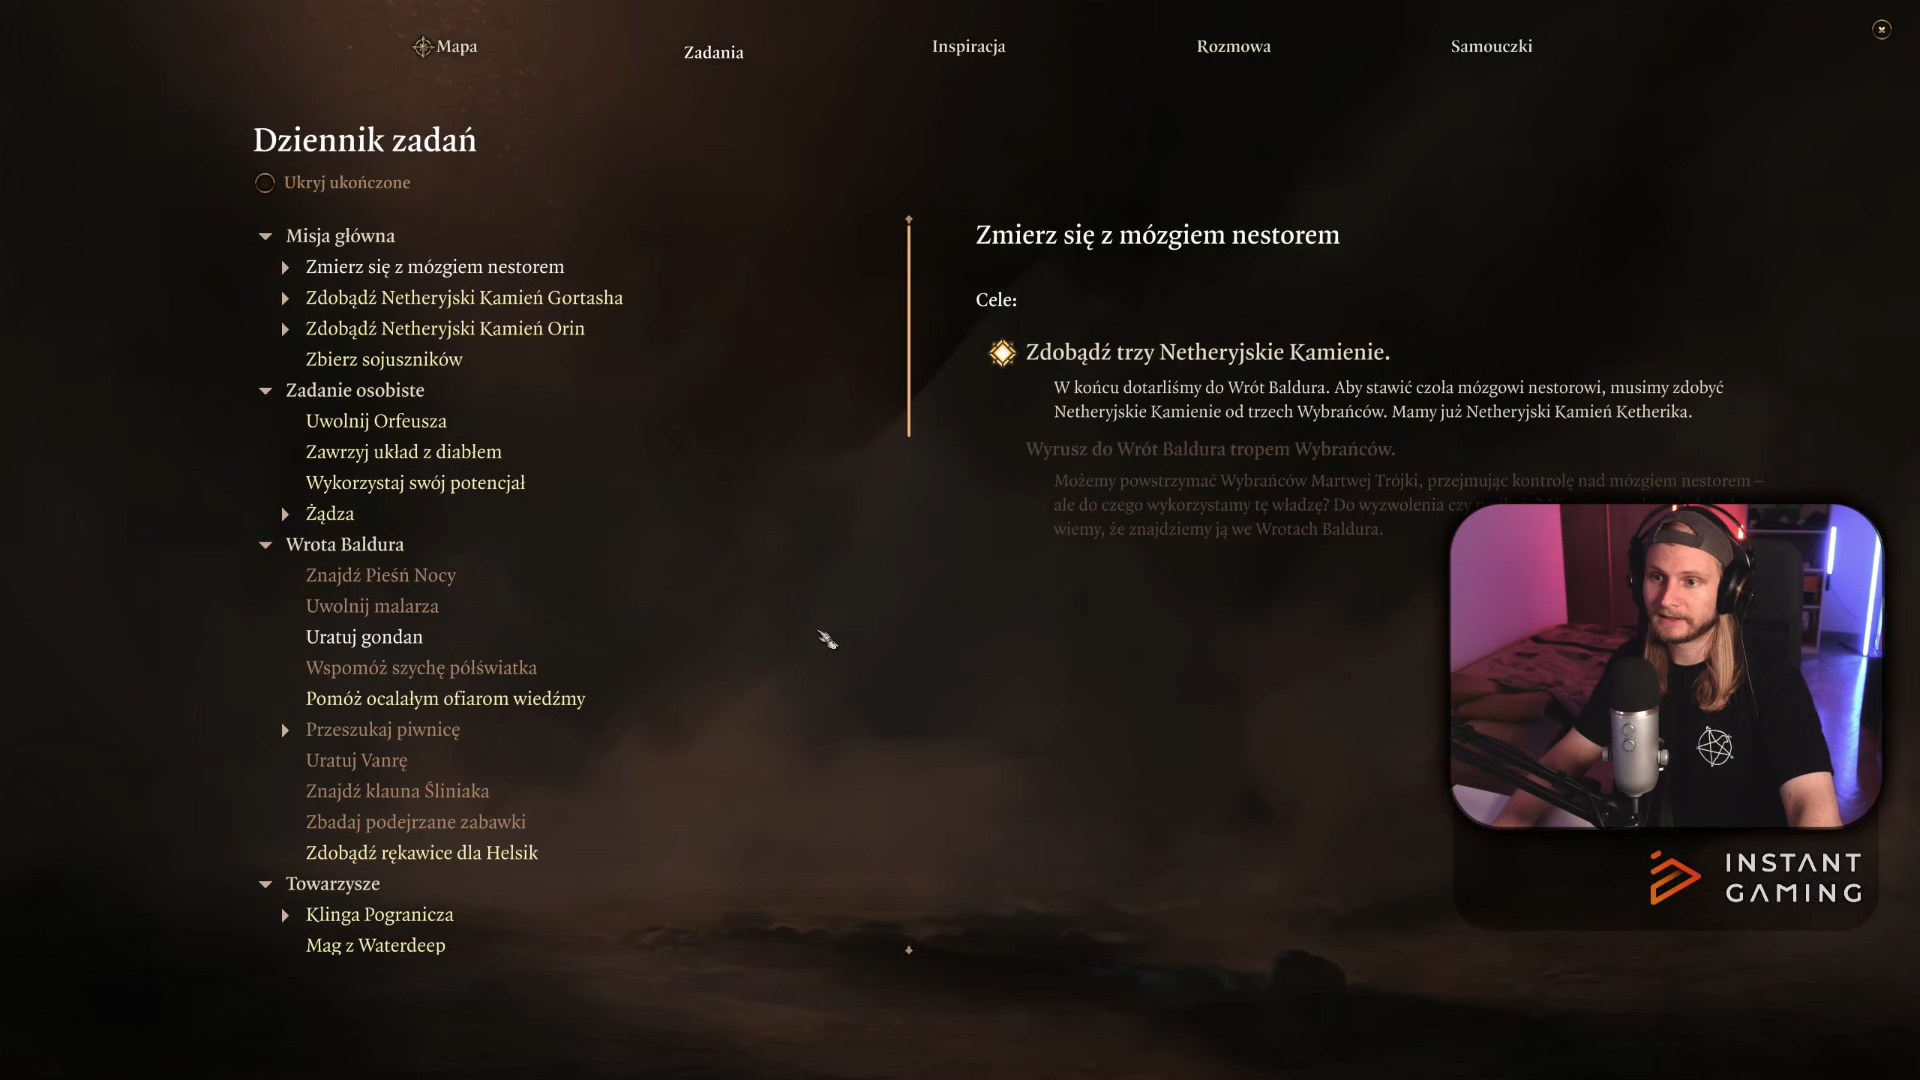 Mapa
Zadania
Inspiracja
Rozmowa
Samouczki
Dziennik zadań
Ukryj ukończone
Misja główna
Zmierz się z mózgiem nestorem
Zdobądź Netheryjski Kamień Gortasha
Zdobądź Netheryjski Kamień Orin
Zbierz sojuszników
Zadanie osobiste
Uwolnij Orfeusza
Zawrzyj układ z diabłem
Wykorzystaj swój potencjał
Żądza
Wrota Baldura
Znajdź Pieśń Nocy
Uwolnij malarza
Uratuj gondan
Wspomóż szychę półświatka
Pomóż ocalałym ofiarom wiedźmy
Przeszukaj piwnicę
Uratuj Vanrę
Znajdź klauna Śliniaka
Zbadaj podejrzane zabawki
Zdobądź rękawice dla Helsik
Towarzysze
Klinga Pogranicza
Mag z Waterdeep
Zmierz się z mózgiem nestorem
Cele:
Zdobądź trzy Netheryjskie Kamienie.
W końcu dotarliśmy do Wrót Baldura. Aby stawić czoła mózgowi nestorowi, musimy zdobyć
Netheryjskie Kamienie od trzech Wybrańców. Mamy już Netheryjski Kamień Ketherika.
Wyrusz do Wrót Baldura tropem Wybrańców.
Możemy powstrzymać Wybrańców Martwej Trójki, przejmując kontrolę nad mózgiem nestorem –
ale do czego wykorzystamy tę władzę? Do wyzwolenia czy
wiemy, że znajdziemy ją we Wrotach Baldura.
INSTANT
GAMING